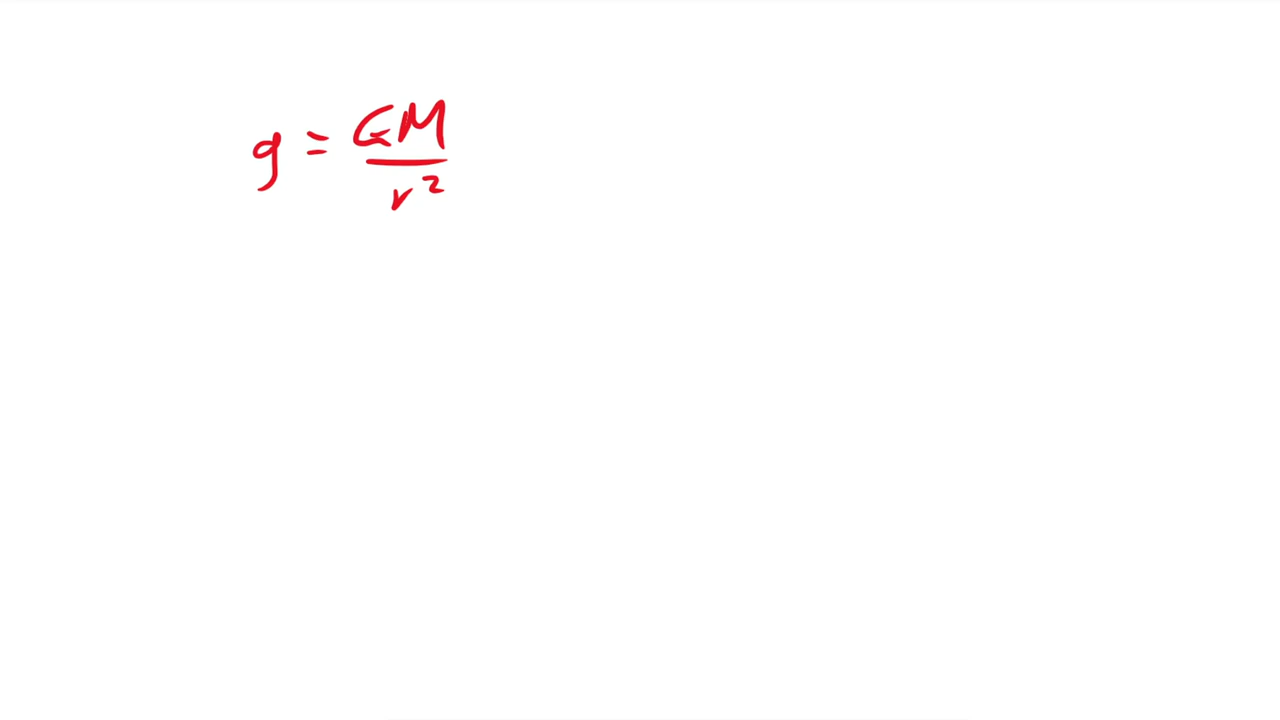 g = GM / r²